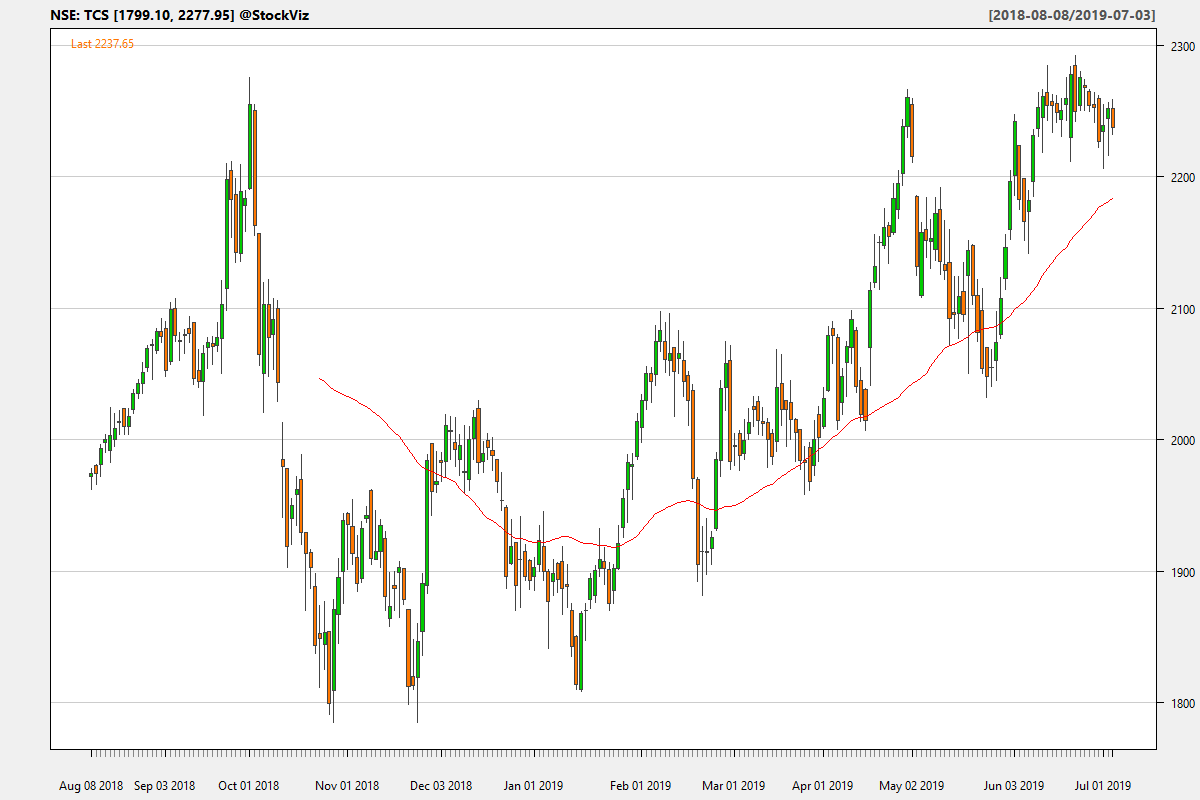 NSE: TCS [1799.10, 2277.95] @StockViz [2018-08-08/2019-07-03]
Last 2237.65
2300
2200
2100
2000
1900
1800
Aug 08 2018 Sep 03 2018 Oct 01 2018 Nov 01 2018 Dec 03 2018 Jan 01 2019 Feb 01 2019 Mar 01 2019 Apr 01 2019 May 02 2019 Jun 03 2019 Jul 01 2019